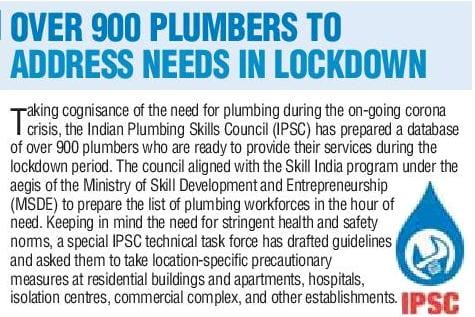 OVER 900 PLUMBERS TO
ADDRESS NEEDS IN LOCKDOWN
Taking cognisance of the need for plumbing during the on-going corona
crisis, the Indian Plumbing Skills Council (IPSC) has prepared a database
of over 900 plumbers who are ready to provide their services during the
lockdown period. The council aligned with the Skill India program under the
aegis of the Ministry of Skill Development and Entrepreneurship
(MSDE) to prepare the list of plumbing workforces in the hour of
need. Keeping in mind the need for stringent health and safety
norms, a special IPSC technical task force has drafted guidelines
and asked them to take location-specific precautionary
measures at residential buildings and apartments, hospitals,
isolation centres, commercial complex, and other establishments.
IPSC